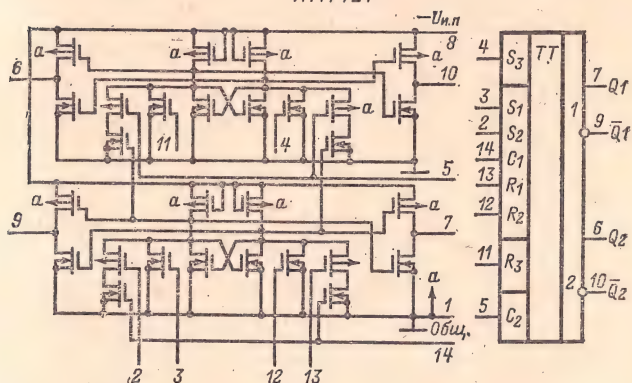 -Uи.п
8
a a a a
6
10
11 4
5
a a a a
9
7
a
1
Общ.
14
2 3 12 13
4 S3 TT
3 S1
2 S2
14 C1
13 R1
12 R2
11 R3
5 C2
7 Q1
1 9 Q̅1
6 Q2
2 10 Q̅2